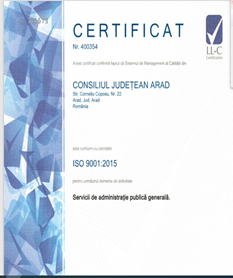 CERTIFICAT
Nr. 400354
LL-C
Certification
Acest certificat confirmă faptul că Sistemul de Management al Calității din
CONSILIUL JUDEȚEAN ARAD
Str. Corneliu Coposu, Nr. 22
Arad, Jud. Arad
România
este conform cu cerințele
ISO 9001:2015
pentru următorul domeniu de activitate
Servicii de administrație publică generală.